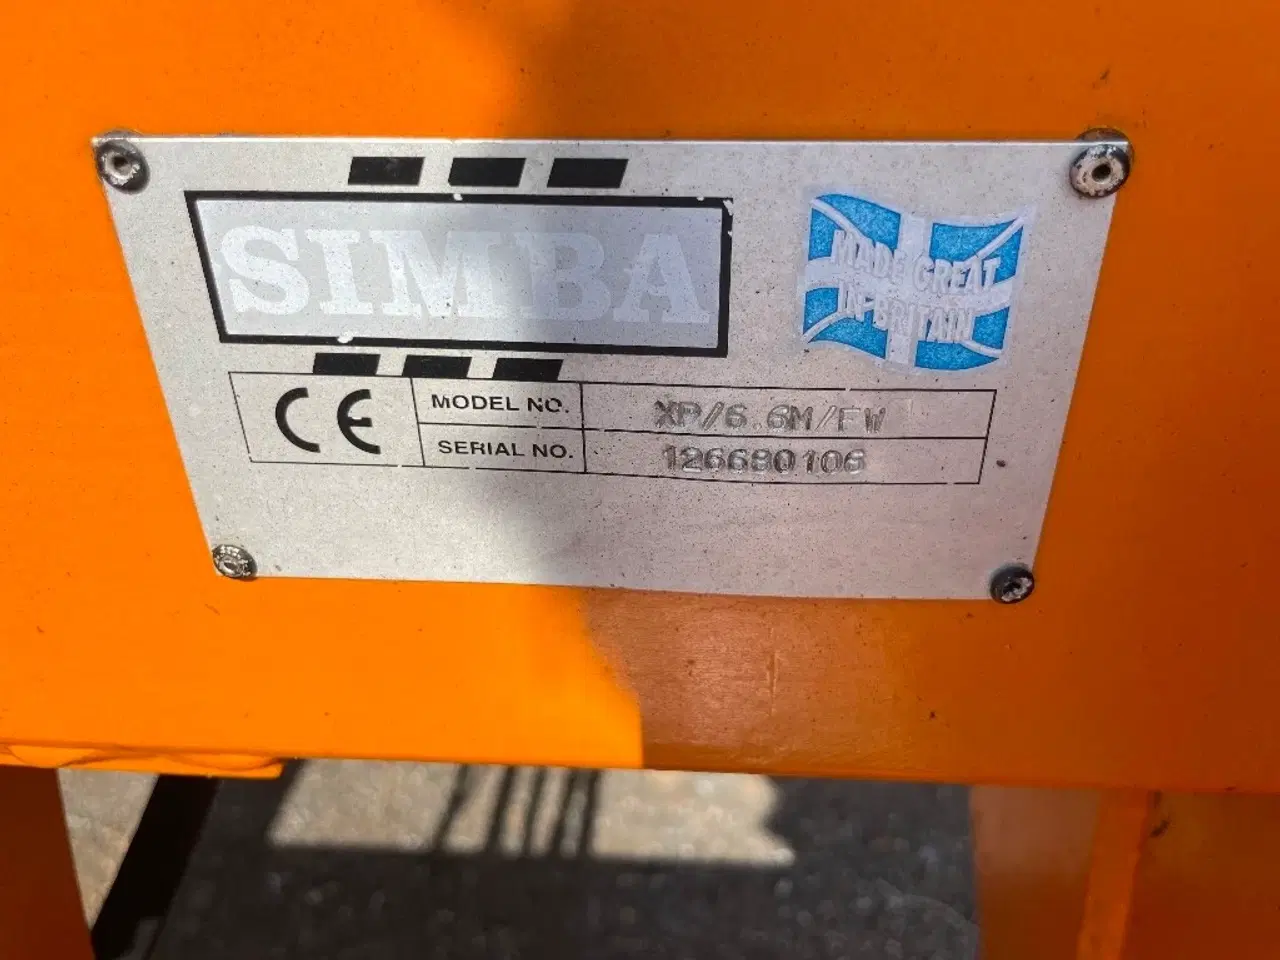 SIMBA
MADE GREAT
IN BRITAIN
CE
MODEL NO. XP/6.6M/FW
SERIAL NO. 126680106